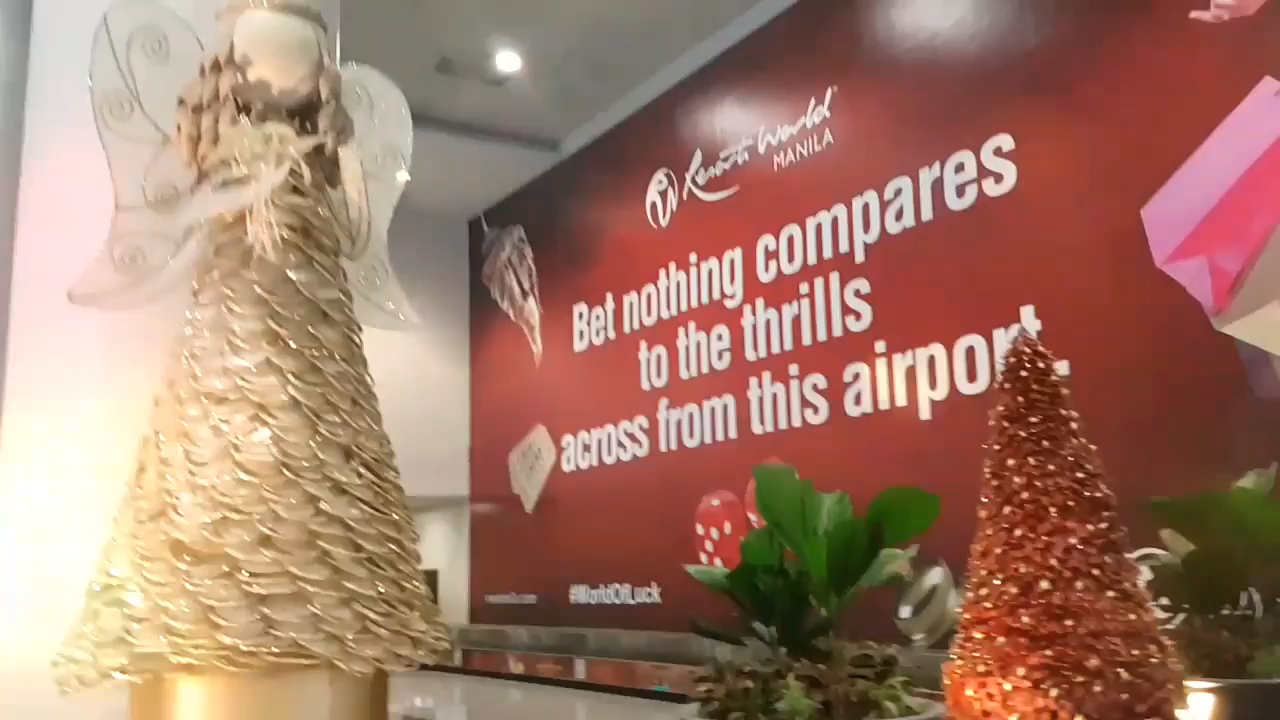 Resorts World
MANILA
Bet nothing compares
to the thrills
across from this airport.
#WorldOfLuck